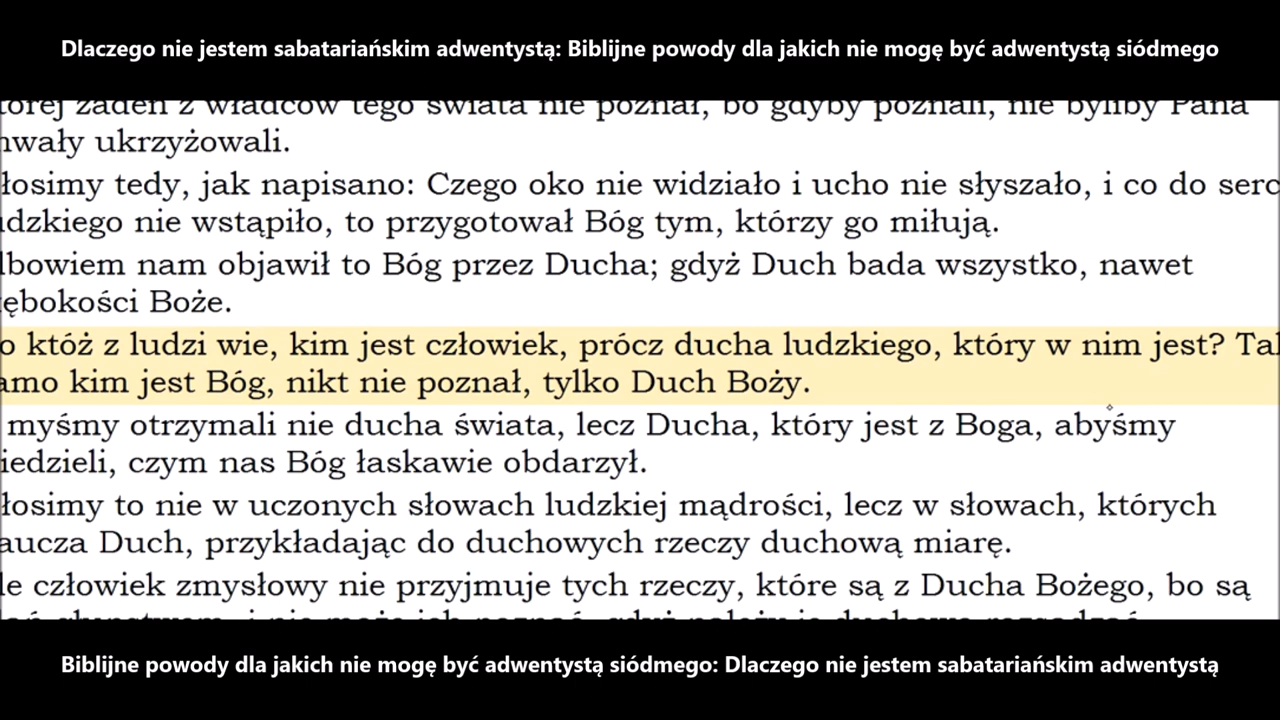 Dlaczego nie jestem sabatariańskim adwentystą: Biblijne powody dla jakich nie mogę być adwentystą siódmego
żaden z władców tego świata nie poznał, bo gdyby poznali, nie byliby Pana
hwały ukrzyżowali.
łosimy tedy, jak napisano: Czego oko nie widziało i ucho nie słyszało, i co do serc
udzkiego nie wstąpiło, to przygotował Bóg tym, którzy go miłują.
lbowiem nam objawił to Bóg przez Ducha; gdyż Duch bada wszystko, nawet
ębokości Boże.
o któż z ludzi wie, kim jest człowiek, prócz ducha ludzkiego, który w nim jest? Tak
amo kim jest Bóg, nikt nie poznał, tylko Duch Boży.
myśmy otrzymali nie ducha świata, lecz Ducha, który jest z Boga, abyśmy
iedzieli, czym nas Bóg łaskawie obdarzył.
łosimy to nie w uczonych słowach ludzkiej mądrości, lecz w słowach, których
aucza Duch, przykładając do duchowych rzeczy duchową miarę.
le człowiek zmysłowy nie przyjmuje tych rzeczy, które są z Ducha Bożego, bo są
Biblijne powody dla jakich nie mogę być adwentystą siódmego: Dlaczego nie jestem sabatariańskim adwentystą